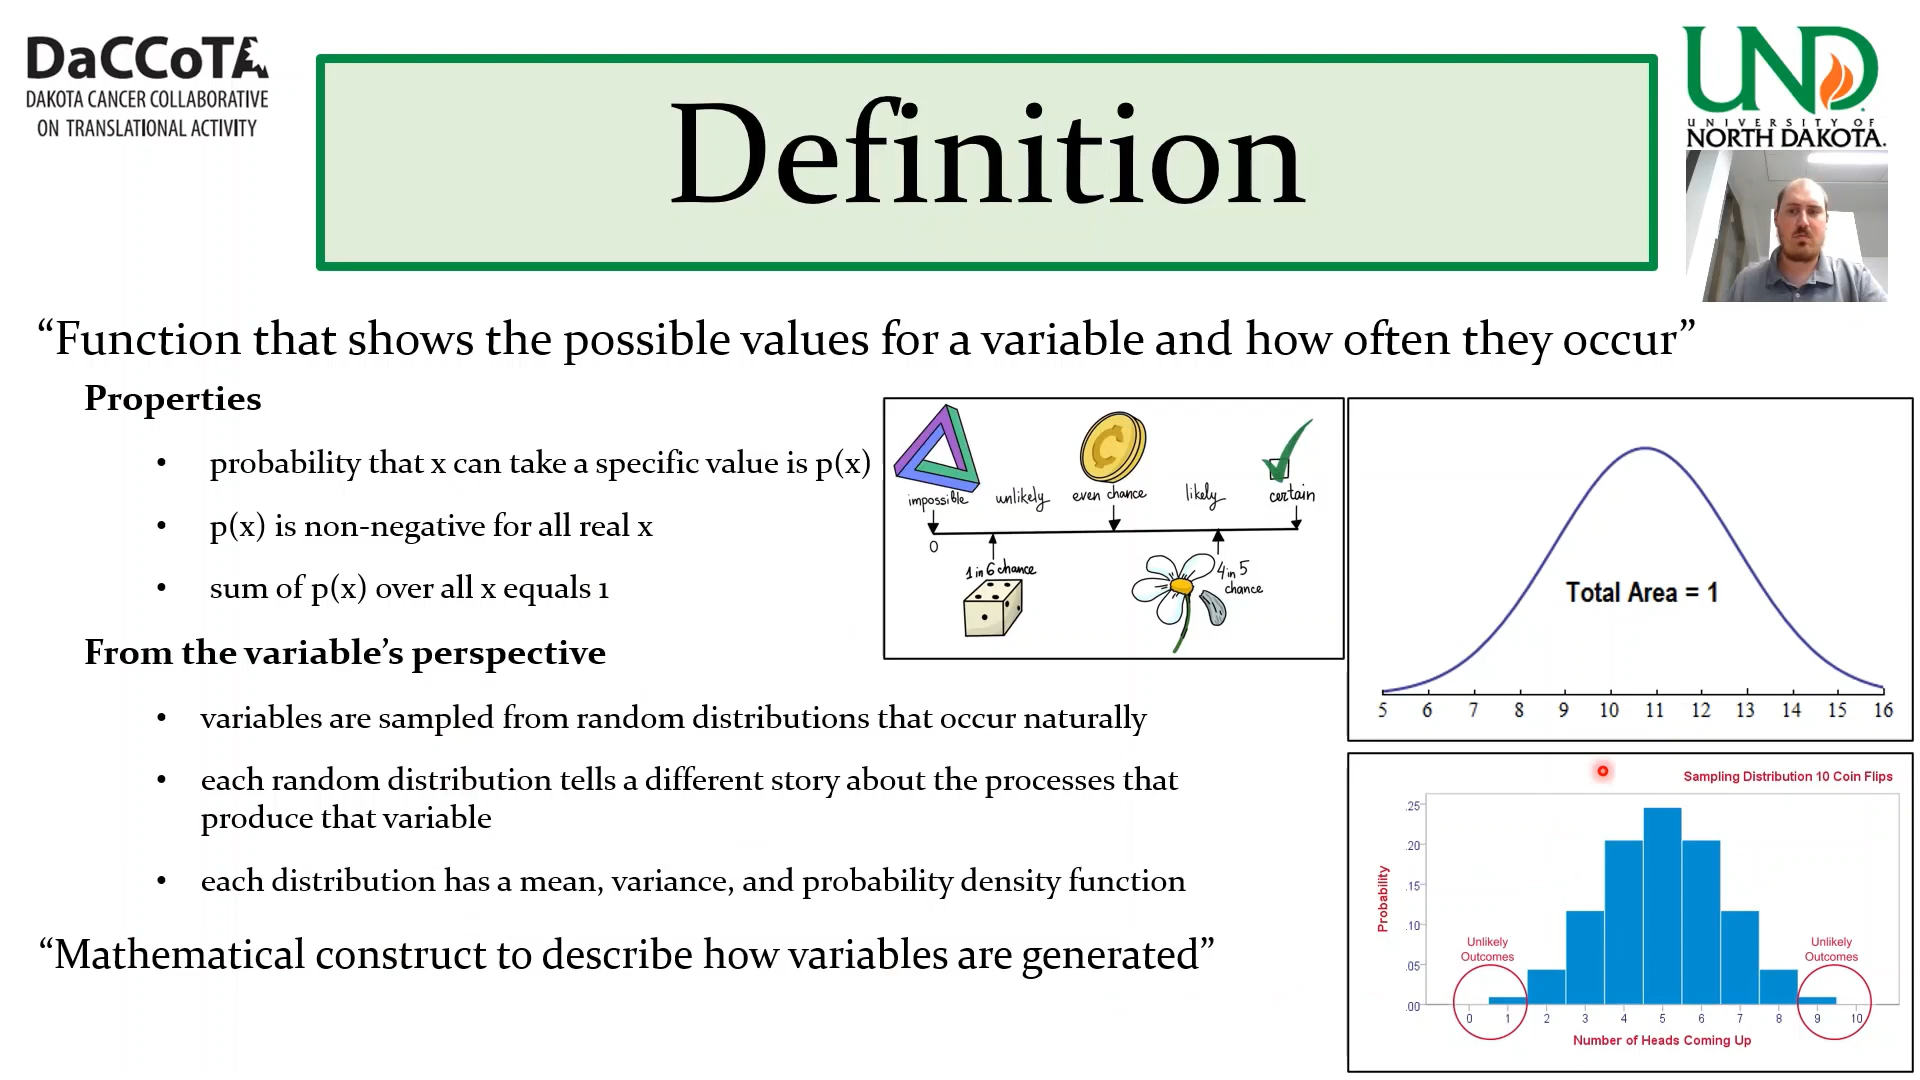 DaCCoTA
DAKOTA CANCER COLLABORATIVE
ON TRANSLATIONAL ACTIVITY
Definition
UND
UNIVERSITY OF
NORTH DAKOTA.
“Function that shows the possible values for a variable and how often they occur”
Properties
• probability that x can take a specific value is p(x)
• p(x) is non-negative for all real x
• sum of p(x) over all x equals 1
From the variable’s perspective
• variables are sampled from random distributions that occur naturally
• each random distribution tells a different story about the processes that
produce that variable
• each distribution has a mean, variance, and probability density function
“Mathematical construct to describe how variables are generated”
impossible unlikely even chance likely certain
0
1 in 6 chance
4 in 5
chance
Total Area = 1
5 6 7 8 9 10 11 12 13 14 15 16
Sampling Distribution 10 Coin Flips
.25
.20
.15
.10
.05
.00
Probability
Unlikely
Outcomes
Unlikely
Outcomes
0 1 2 3 4 5 6 7 8 9 10
Number of Heads Coming Up